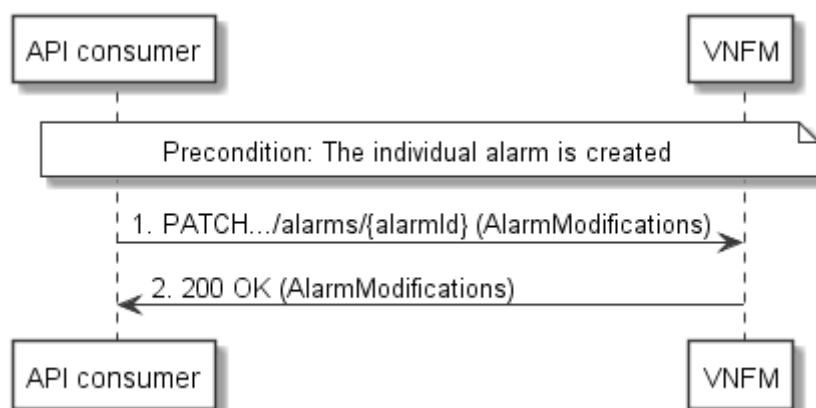 API consumer
VNFM
Precondition: The individual alarm is created
1. PATCH.../alarms/{alarmId} (AlarmModifications)
2. 200 OK (AlarmModifications)
API consumer
VNFM